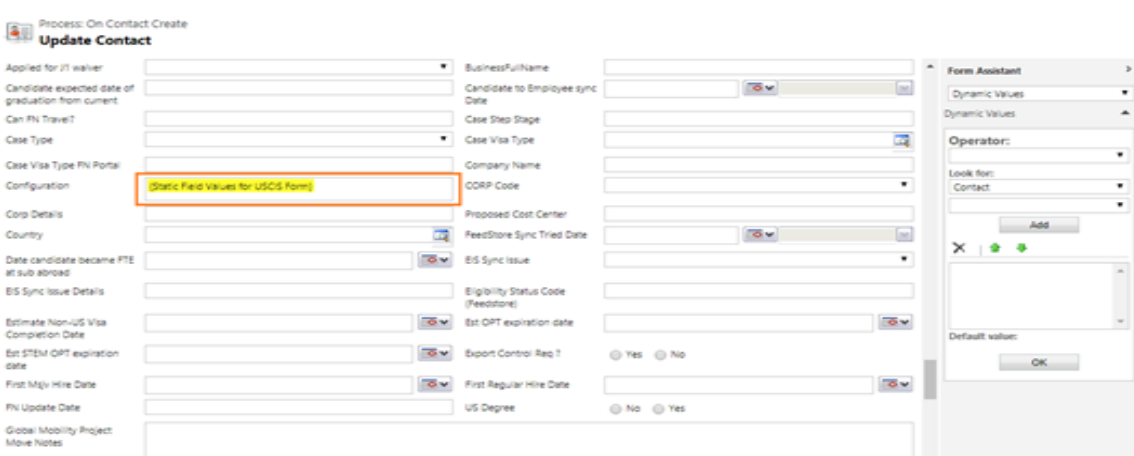 Process: On Contact Create
Update Contact
Applied for J1 waiver
BusinessFullName
Form Assistant
Candidate expected date of
graduation from current
Candidate to Employee sync
Date
Dynamic Values
Can FN Travel?
Case Step Stage
Dynamic Values
Case Type
Case Visa Type
Operator:
Case Visa Type FN Portal
Company Name
Look for:
Contact
Configuration
{Static Field Values for USCIS Form}
CORP Code
Corp Details
Proposed Cost Center
Add
Country
FeedStore Sync Tried Date
Date candidate became FTE
at sub abroad
EIS Sync Issue
EIS Sync Issue Details
Eligibility Status Code
(Feedstore)
Estimate Non-US Visa
Completion Date
Est OPT expiration date
Default value:
Est STEM OPT expiration
date
Export Control Req ?
Yes
No
OK
First Msjv Hire Date
First Regular Hire Date
FN Update Date
US Degree
No
Yes
Global Mobility Project
Move Notes